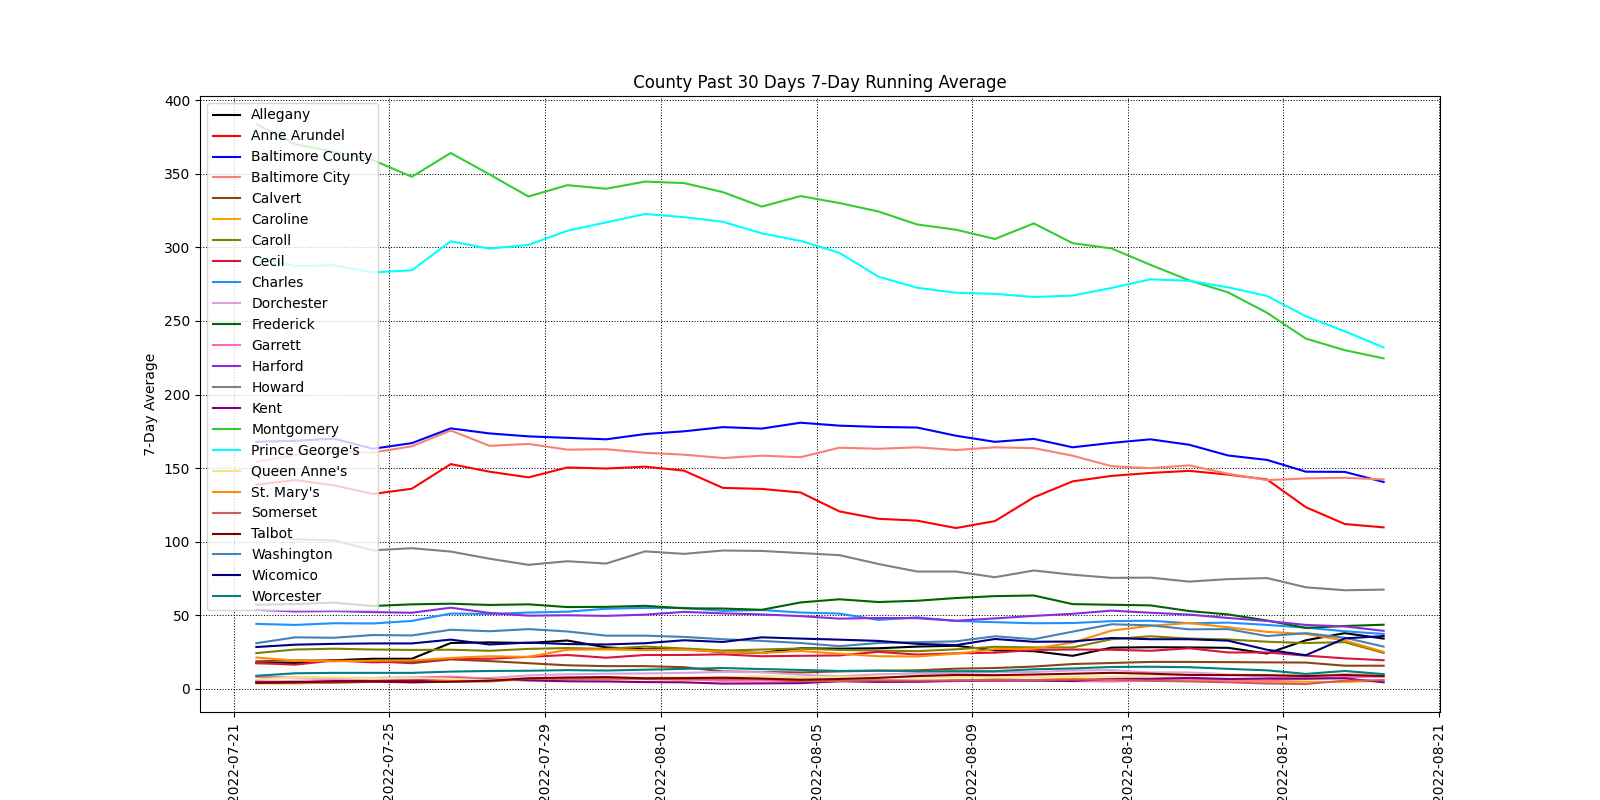 County Past 30 Days 7-Day Running Average
400
350
300
250
200
150
100
50
0
7-Day Average
Allegany
Anne Arundel
Baltimore County
Baltimore City
Calvert
Caroline
Caroll
Cecil
Charles
Dorchester
Frederick
Garrett
Harford
Howard
Kent
Montgomery
Prince George's
Queen Anne's
St. Mary's
Somerset
Talbot
Washington
Wicomico
Worcester
2022-07-21
2022-07-25
2022-07-29
2022-08-01
2022-08-05
2022-08-09
2022-08-13
2022-08-17
2022-08-21